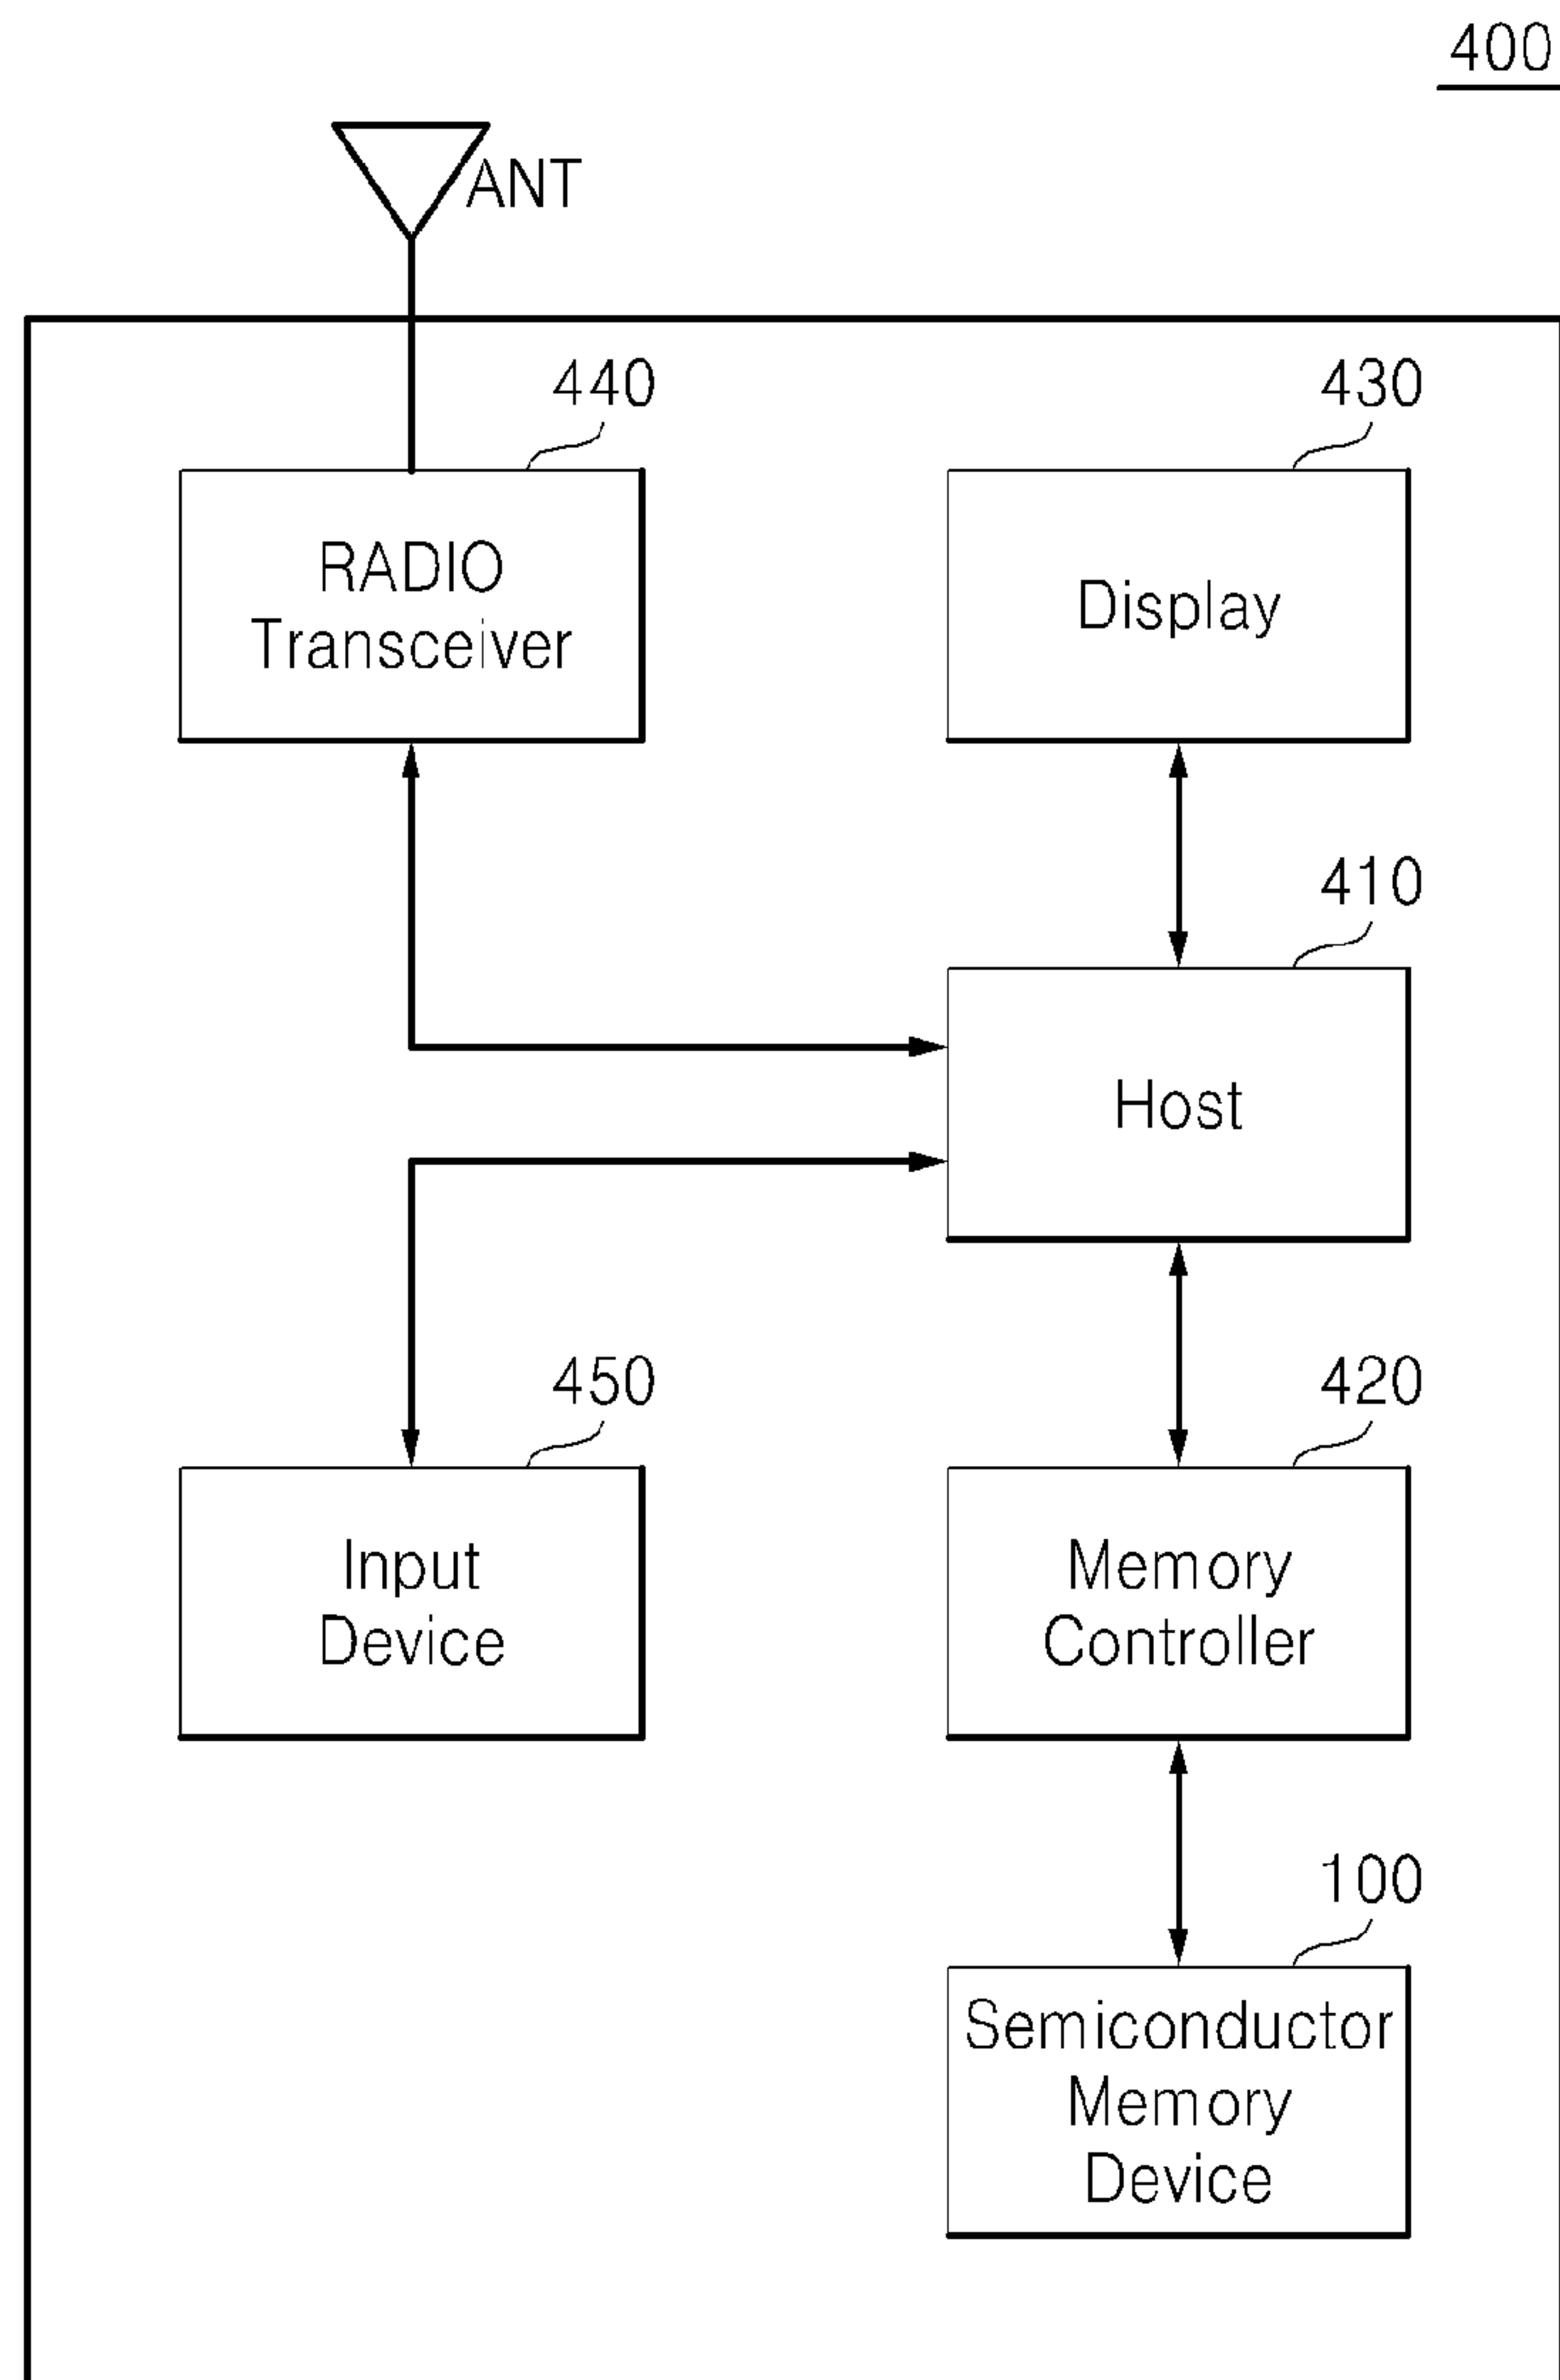 400
ANT
440
430
RADIO
Transceiver
Display
410
Host
450
420
Input
Device
Memory
Controller
100
Semiconductor
Memory
Device